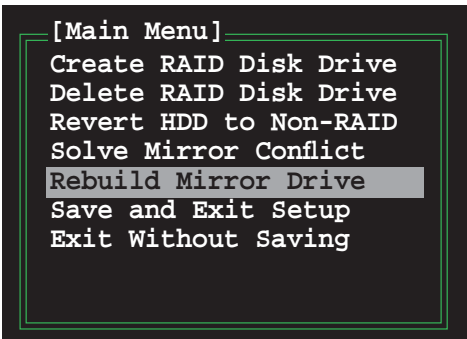 [Main Menu]
Create RAID Disk Drive
Delete RAID Disk Drive
Revert HDD to Non-RAID
Solve Mirror Conflict
Rebuild Mirror Drive
Save and Exit Setup
Exit Without Saving